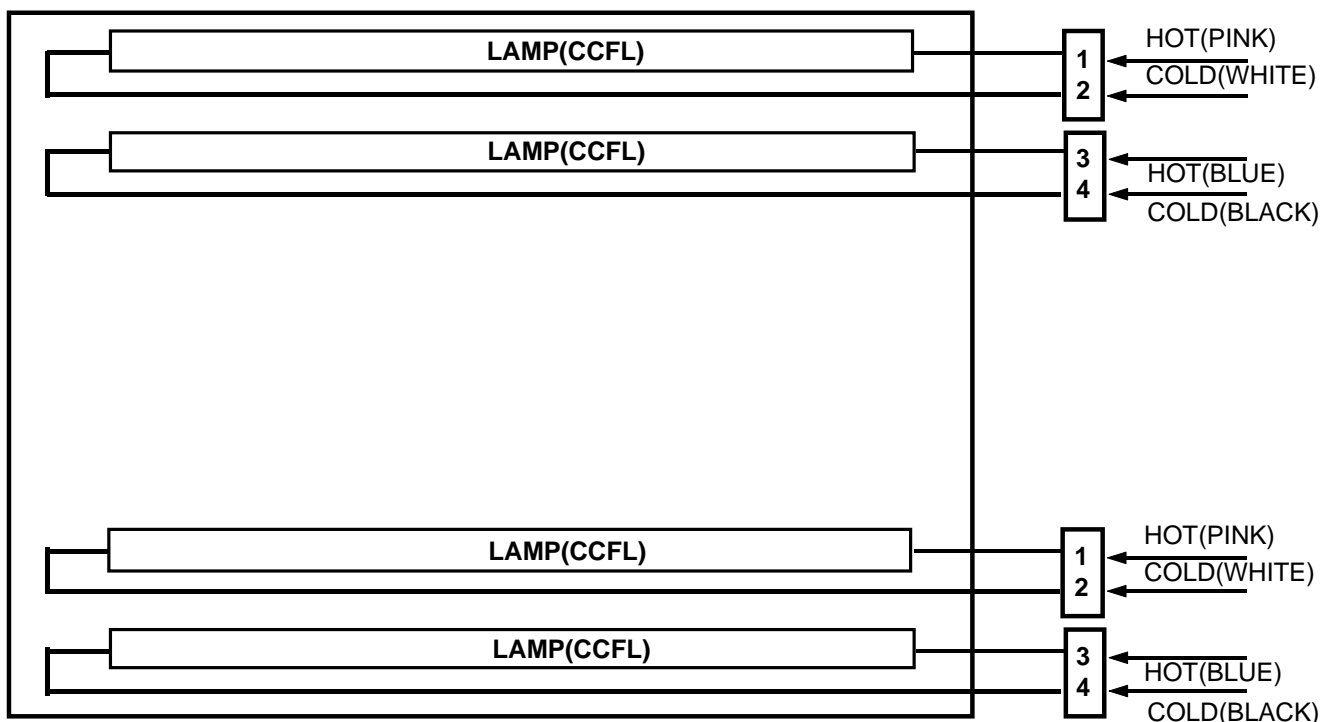 LAMP(CCFL)
1
2
HOT(PINK)
COLD(WHITE)
LAMP(CCFL)
3
4
HOT(BLUE)
COLD(BLACK)
LAMP(CCFL)
1
2
HOT(PINK)
COLD(WHITE)
LAMP(CCFL)
3
4
HOT(BLUE)
COLD(BLACK)